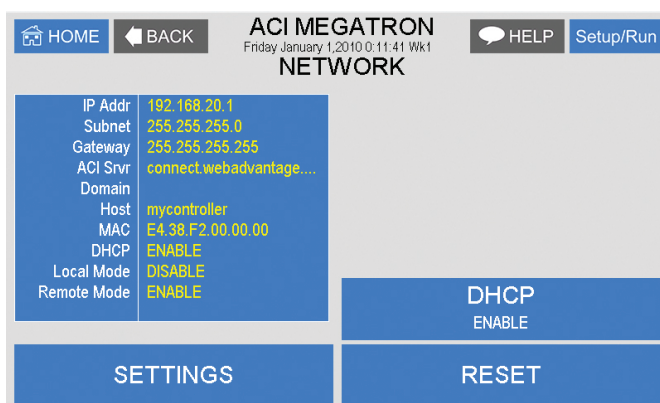 HOME
BACK
ACI MEGATRON
Friday January 1,2010 0:11:41 Wk1
NETWORK
HELP
Setup/Run
IP Addr 192.168.20.1
Subnet 255.255.255.0
Gateway 255.255.255.255
ACI Srvr connect.webadvantage....
Domain
Host mycontroller
MAC E4.38.F2.00.00.00
DHCP ENABLE
Local Mode DISABLE
Remote Mode ENABLE
DHCP
ENABLE
SETTINGS
RESET